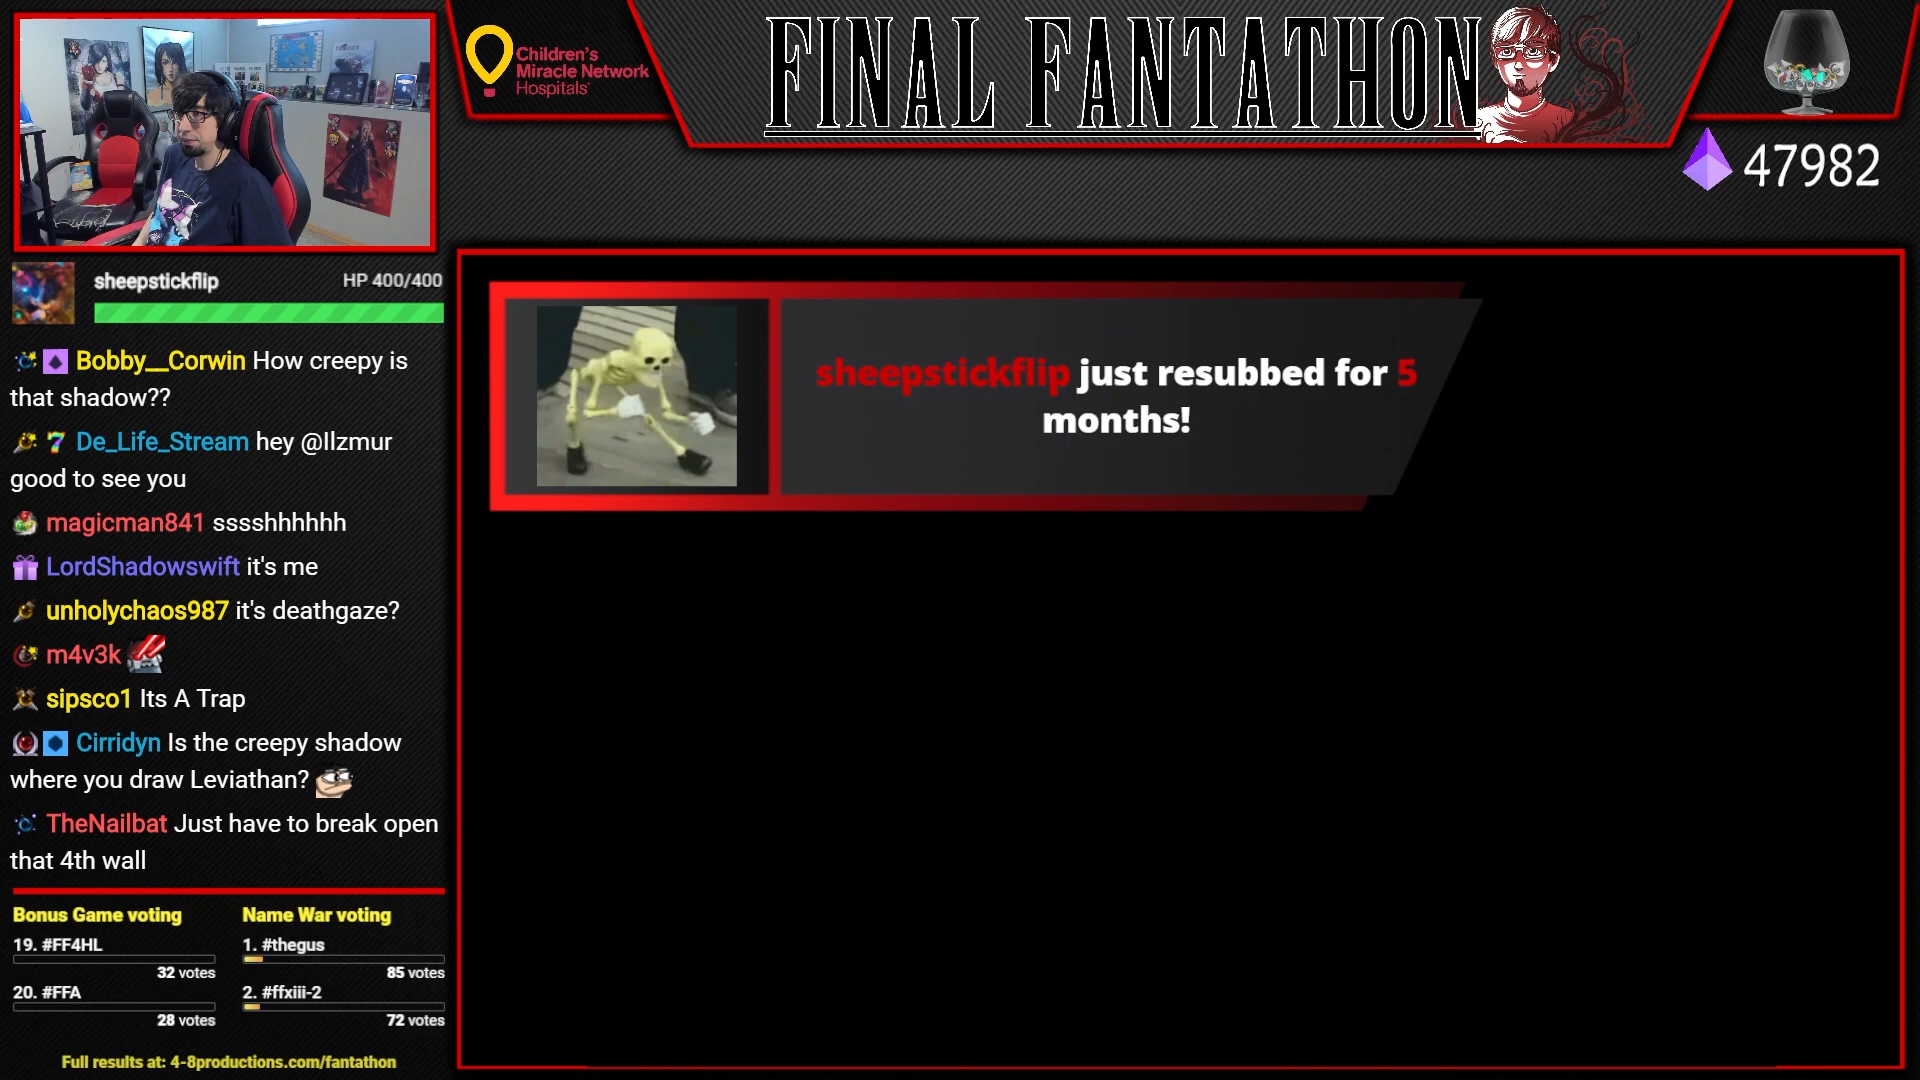 Children's
Miracle Network
Hospitals
FINAL FANTATHON
47982
sheepstickflip HP 400/400
sheepstickflip just resubbed for 5
months!
Bobby__Corwin How creepy is
that shadow??
De_Life_Stream hey @Ilzmur
good to see you
magicman841 sssshhhhhh
LordShadowswift it's me
unholychaos987 it's deathgaze?
m4v3k
sipsco1 Its A Trap
Cirridyn Is the creepy shadow
where you draw Leviathan?
TheNailbat Just have to break open
that 4th wall
Bonus Game voting
19. #FF4HL
32 votes
20. #FFA
28 votes
Name War voting
1. #thegus
85 votes
2. #ffxiii-2
72 votes
Full results at: 4-8productions.com/fantathon